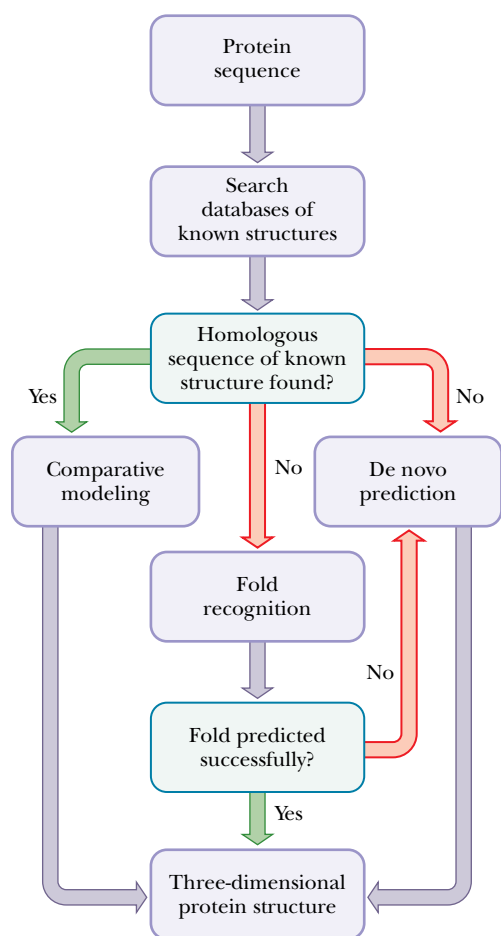 Protein
sequence
Search
databases of
known structures
Homologous
sequence of known
structure found?
Yes
No
No
Comparative
modeling
De novo
prediction
Fold
recognition
No
Fold predicted
successfully?
Yes
Three-dimensional
protein structure